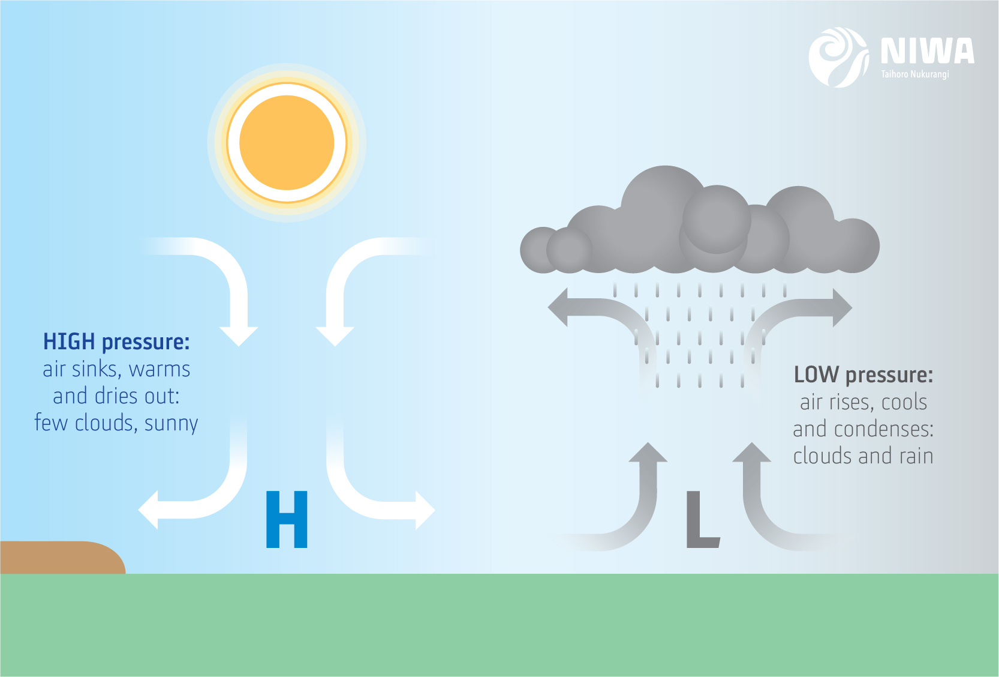 NIWA
Taihoro Nukurangi
HIGH pressure:
air sinks, warms
and dries out:
few clouds, sunny
LOW pressure:
air rises, cools
and condenses:
clouds and rain
H
L